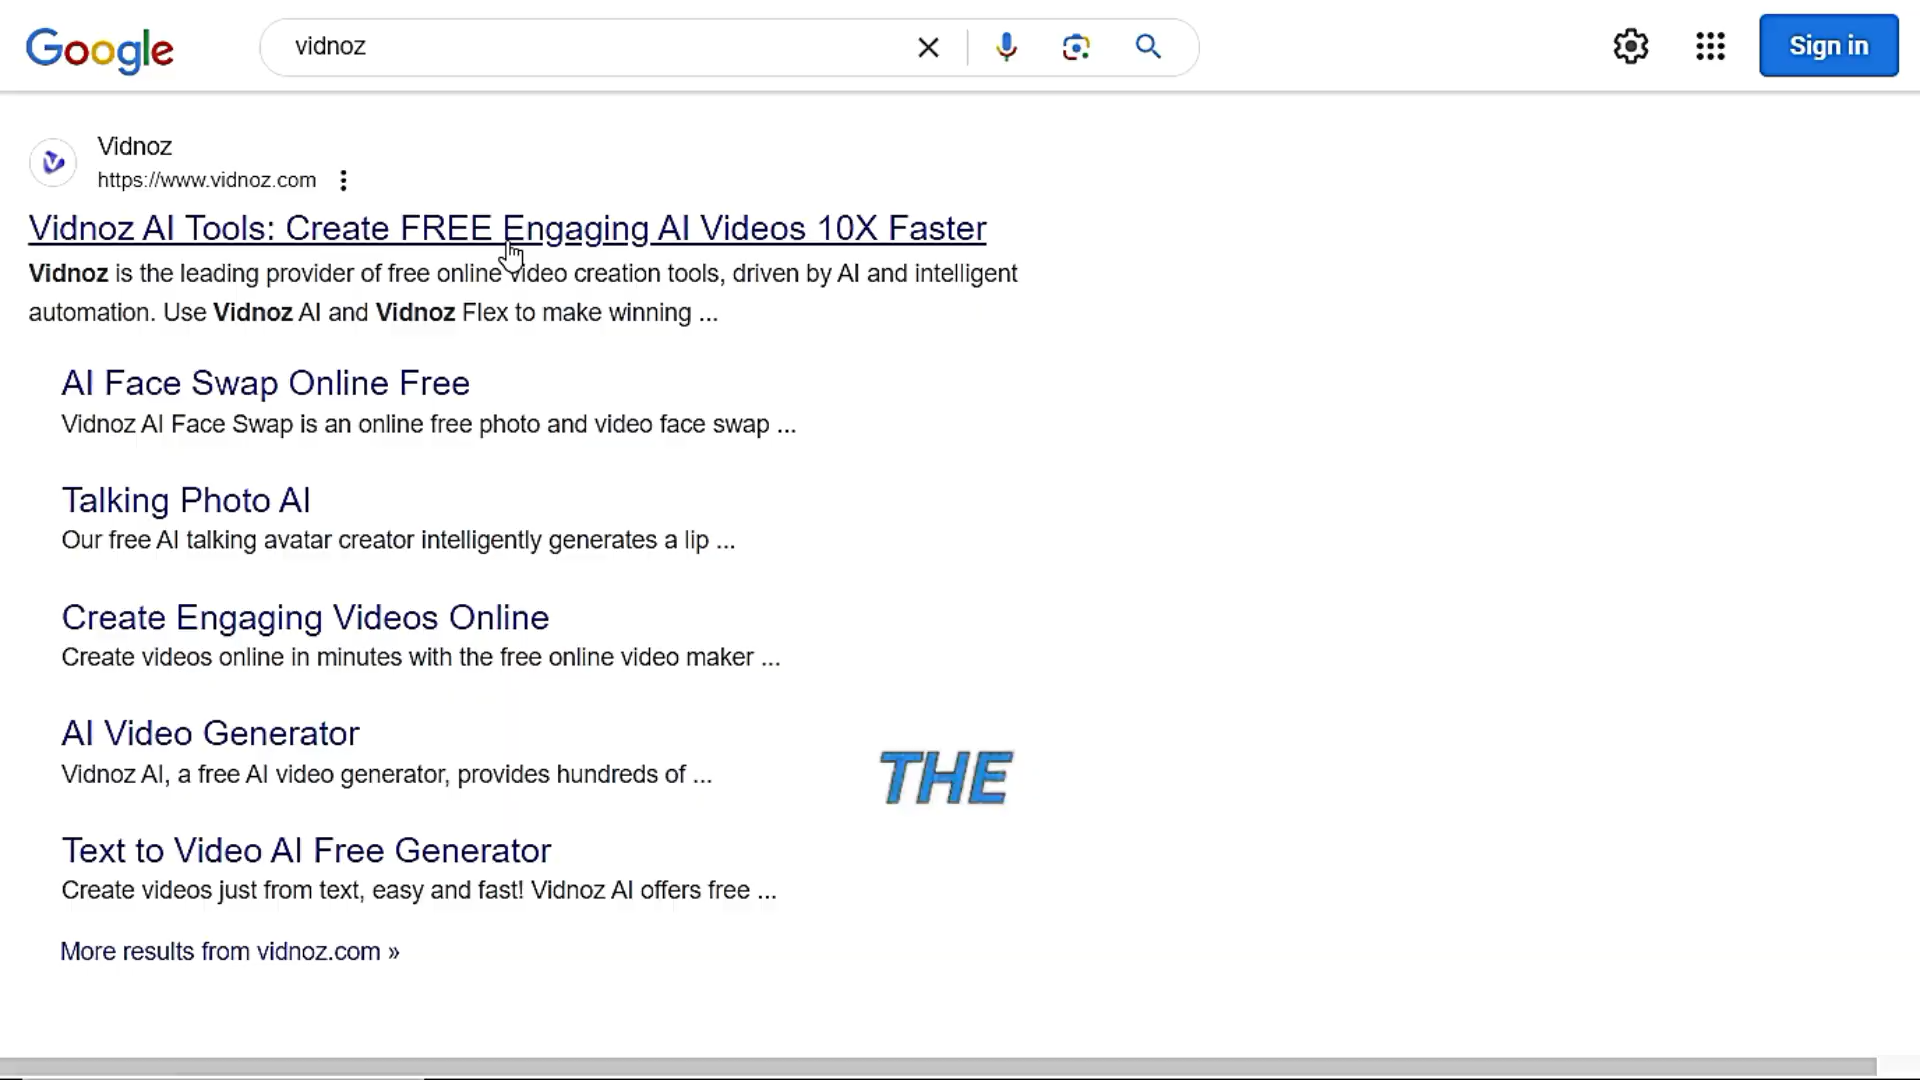 Google
vidnoz
Sign in
Vidnoz
https://www.vidnoz.com
Vidnoz AI Tools: Create FREE Engaging AI Videos 10X Faster
Vidnoz is the leading provider of free online video creation tools, driven by AI and intelligent
automation. Use Vidnoz AI and Vidnoz Flex to make winning ...
AI Face Swap Online Free
Vidnoz AI Face Swap is an online free photo and video face swap ...
Talking Photo AI
Our free AI talking avatar creator intelligently generates a lip ...
Create Engaging Videos Online
Create videos online in minutes with the free online video maker ...
AI Video Generator
Vidnoz AI, a free AI video generator, provides hundreds of ...
THE
Text to Video AI Free Generator
Create videos just from text, easy and fast! Vidnoz AI offers free ...
More results from vidnoz.com »